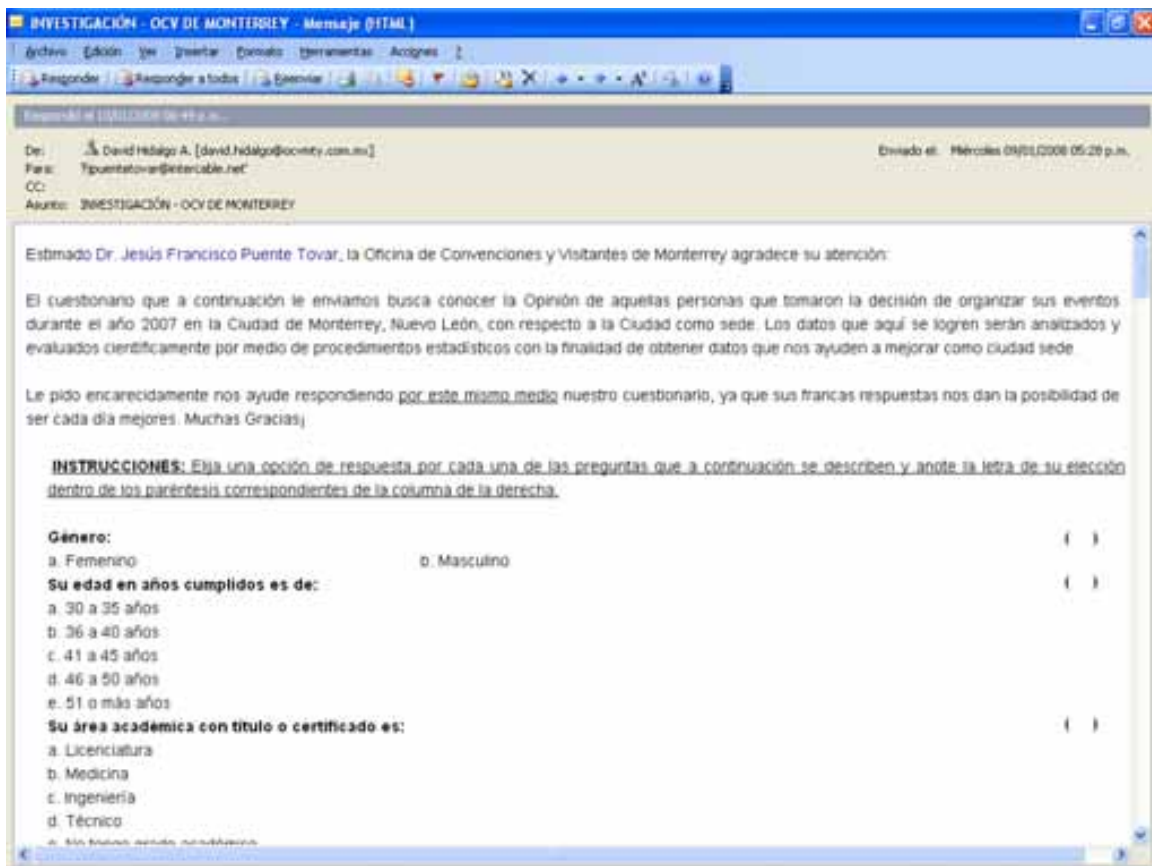 INVESTIGACIÓN - OCV DE MONTERREY - Mensaje (HTML)
Archivo Edición Ver Insertar Formato Herramientas Acciones ?
Responder Responder a todos Reenviar
De: David Hidalgo A. [david.hidalgo@ocvmty.com.mx] Enviado el: Miércoles 09/01/2008 05:28 p.m.
Para:
CC:
Asunto: INVESTIGACIÓN - OCV DE MONTERREY
Estimado Dr. Jesús Francisco Puente Tovar, la Oficina de Convenciones y Visitantes de Monterrey agradece su atención:
El cuestionario que a continuación le enviamos busca conocer la Opinión de aquellas personas que tomaron la decisión de organizar sus eventos
durante el año 2007 en la Ciudad de Monterrey, Nuevo León, con respecto a la Ciudad como sede. Los datos que aquí se logren serán analizados y
evaluados científicamente por medio de procedimientos estadísticos con la finalidad de obtener datos que nos ayuden a mejorar como ciudad sede.
Le pido encarecidamente nos ayude respondiendo por este mismo medio nuestro cuestionario, ya que sus francas respuestas nos dan la posibilidad de
ser cada día mejores. Muchas Gracias¡
INSTRUCCIONES: Elija una opción de respuesta por cada una de las preguntas que a continuación se describen y anote la letra de su elección
dentro de los paréntesis correspondientes de la columna de la derecha.
Género: ( )
a. Femenino b. Masculino
Su edad en años cumplidos es de: ( )
a. 30 a 35 años
b. 36 a 40 años
c. 41 a 45 años
d. 46 a 50 años
e. 51 o más años
Su área académica con título o certificado es: ( )
a. Licenciatura
b. Medicina
c. Ingeniería
d. Técnico
e. No tengo grado académico